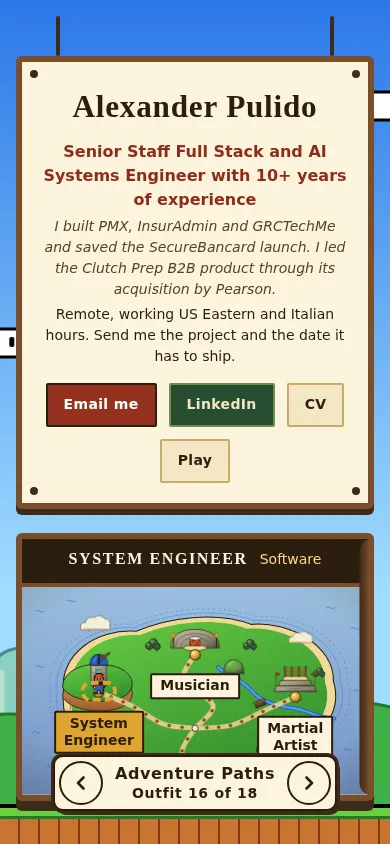 Alexander Pulido
Senior Staff Full Stack and AI
Systems Engineer with 10+ years
of experience
I built PMX, InsurAdmin and GRCTechMe
and saved the SecureBancard launch. I led
the Clutch Prep B2B product through its
acquisition by Pearson.
Remote, working US Eastern and Italian
hours. Send me the project and the date it
has to ship.
Email me
LinkedIn
CV
Play
SYSTEM ENGINEER Software
Musician
System
Engineer
Martial
Artist
Adventure Paths
Outfit 16 of 18